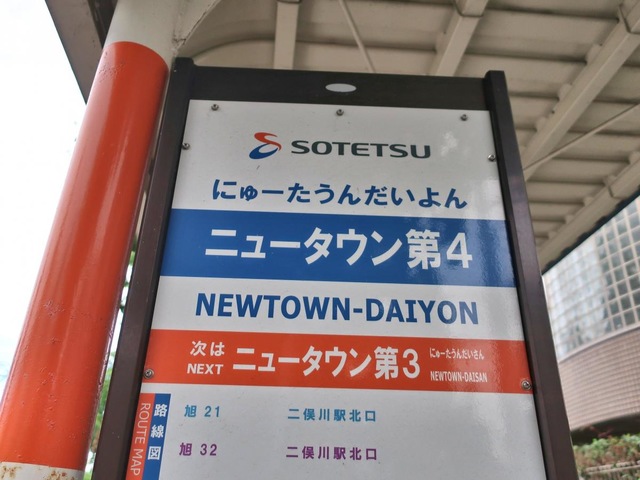 SOTETSU
にゅーたうんだいよん
ニュータウン第4
NEWTOWN-DAIYON
次は ニュータウン第3 にゅーたうんだいさん
NEXT NEWTOWN-DAISAN
路線図
ROUTE MAP
旭 21 二俣川駅北口
旭 32 二俣川駅北口